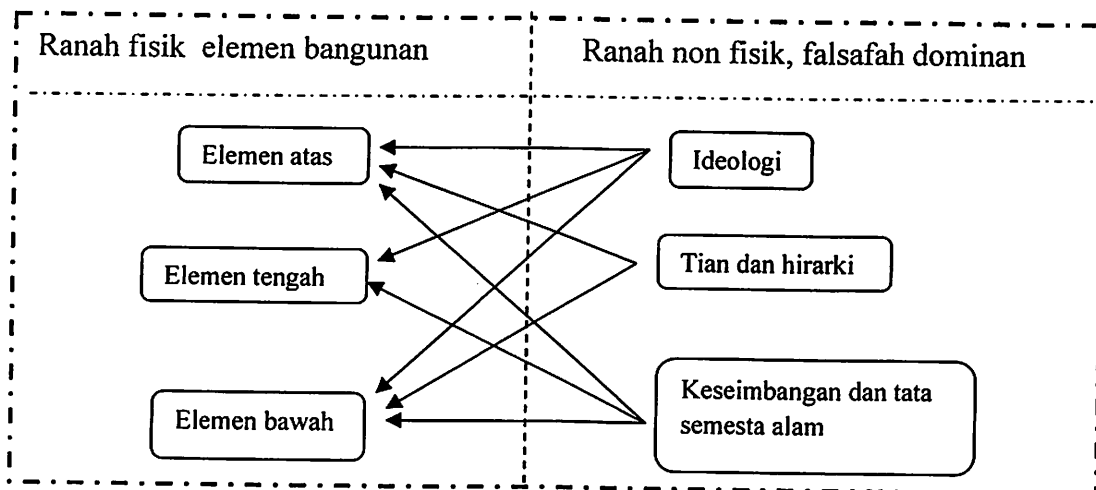 Ranah fisik elemen bangunan
Ranah non fisik, falsafah dominan
Elemen atas
Ideologi
Elemen tengah
Tian dan hirarki
Elemen bawah
Keseimbangan dan tata
semesta alam